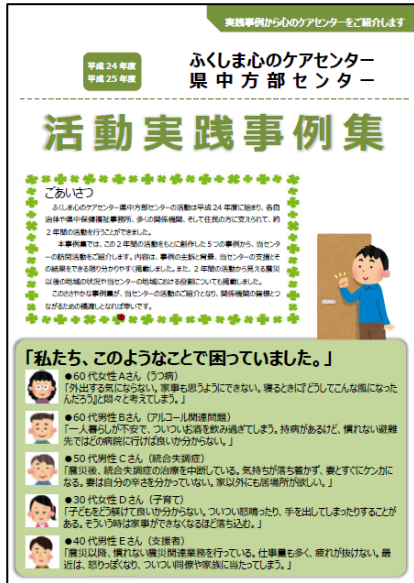 実践事例から心のケアセンターをご紹介します
平成24年度
平成25年度
ふくしま心のケアセンター
県中方部センター
活動実践事例集
ごあいさつ
ふくしま心のケアセンター県中方部センターの活動は平成24年度に始まり、各自
治体や県中保健福祉事務所、多くの関係機関、そして住民の方に支えられて、約
2年間の活動を行うことができました。
本事例集では、この2年間の活動をもとに創作した5つの事例から、当センタ
ーの訪問活動をご紹介します。内容は、事例の主訴と背景、当センターの支援とそ
の結果をできる限り分かりやすく掲載しました。また、2年間の活動から見える震災
以後の地域の状況や当センターの地域における役割についても掲載しました。
このささやかな事例集が、当センターの活動のご紹介となり、関係機関の皆様とつ
ながるための橋渡しとなれば幸いです。
「私たち、このようなことで困っていました。」
●60代女性Aさん（うつ病）
「外出する気にならない。家事も思うようにできない。寝るときに『どうしてこんな風になった
んだろう』と悶々と考えてしまう。」
●60代男性Bさん（アルコール関連問題）
「一人暮らしが不安で、ついついお酒を飲み過ぎてしまう。持病があるけど、慣れない避難
先ではどの病院に行けば良いか分からない。」
●50代男性Cさん（統合失調症）
「震災後、統合失調症の治療を中断している。気持ちが落ち着かず、妻とすぐにケンカに
なる。妻は自分の辛さを分かっていない。家以外にも居場所が欲しい。」
●30代女性Dさん（子育て）
「子どもをどう躾けて良いか分からない。ついつい怒鳴ったり、手を出してしまったりすることが
ある。そういう時は家事ができなくなるほど落ち込む。」
●40代男性Eさん（支援者）
「震災以降、慣れない震災関連業務を行っている。仕事量も多く、疲れが抜けない。最
近は、怒りっぽくなり、ついつい同僚や家族に当たってしまう。」